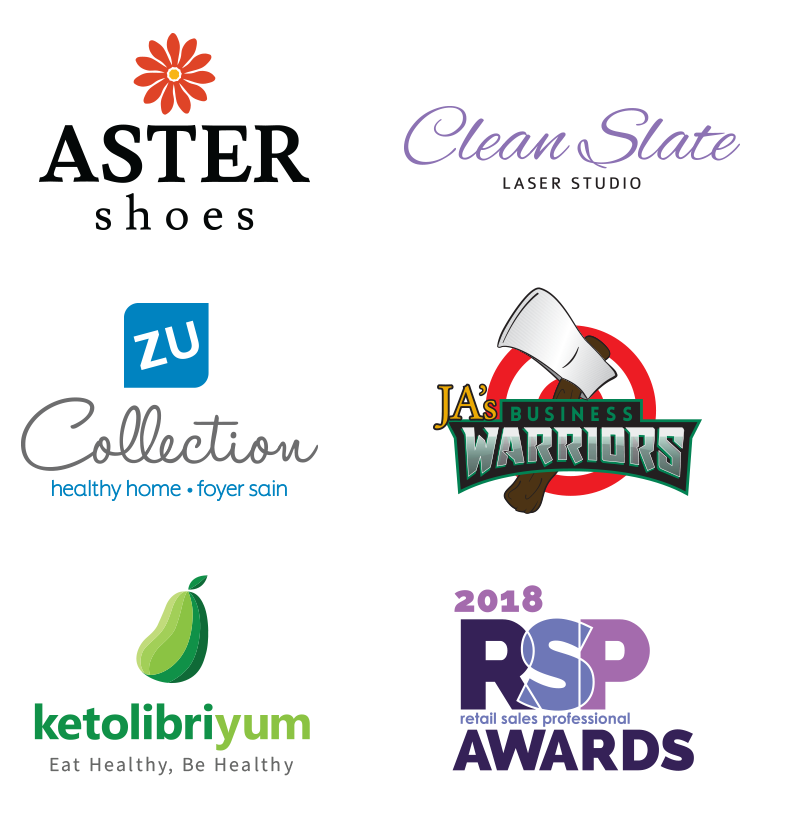 ASTER
shoes
Clean Slate
LASER STUDIO
ZU
Collection
healthy home • foyer sain
JA's BUSINESS
WARRIORS
ketolibriyum
Eat Healthy, Be Healthy
2018
RSP
retail sales professional
AWARDS